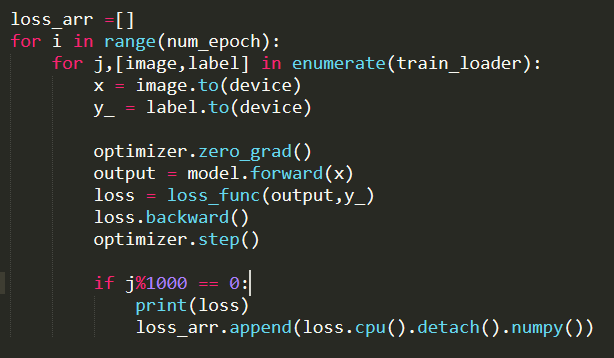 loss_arr =[]
for i in range(num_epoch):
    for j,[image,label] in enumerate(train_loader):
        x = image.to(device)
        y_ = label.to(device)

        optimizer.zero_grad()
        output = model.forward(x)
        loss = loss_func(output,y_)
        loss.backward()
        optimizer.step()

        if j%1000 == 0:
            print(loss)
            loss_arr.append(loss.cpu().detach().numpy())